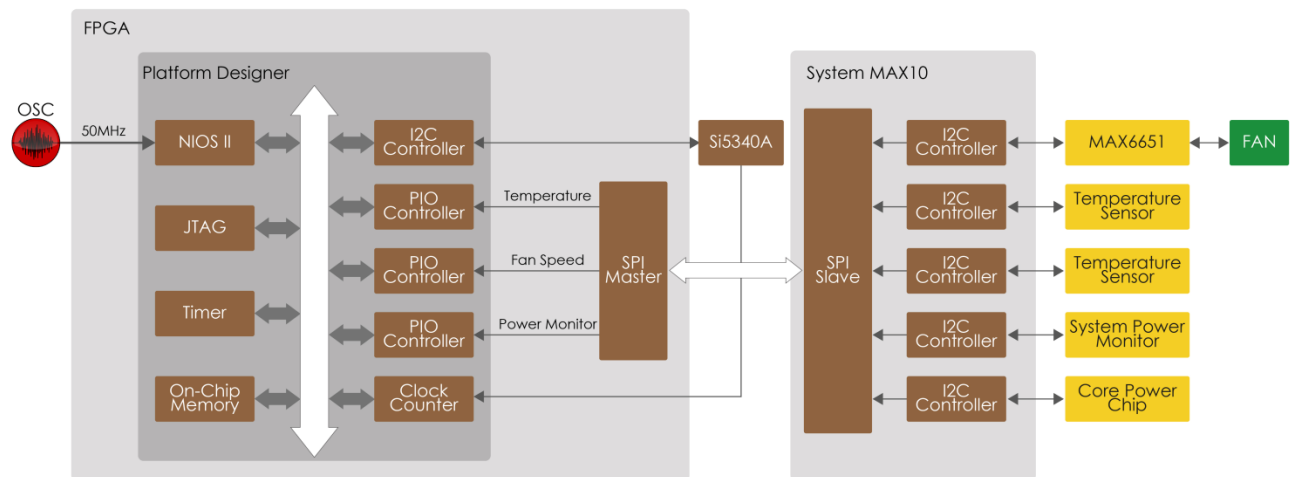 FPGA
Platform Designer
System MAX10
OSC
50MHz
NIOS II
I2C
Controller
Si5340A
I2C
Controller
MAX6651
FAN
JTAG
PIO
Controller
Temperature
I2C
Controller
Temperature
Sensor
PIO
Controller
Fan Speed
SPI
Master
SPI
Slave
I2C
Controller
Temperature
Sensor
Timer
PIO
Controller
Power Monitor
I2C
Controller
System Power
Monitor
On-Chip
Memory
Clock
Counter
I2C
Controller
Core Power
Chip